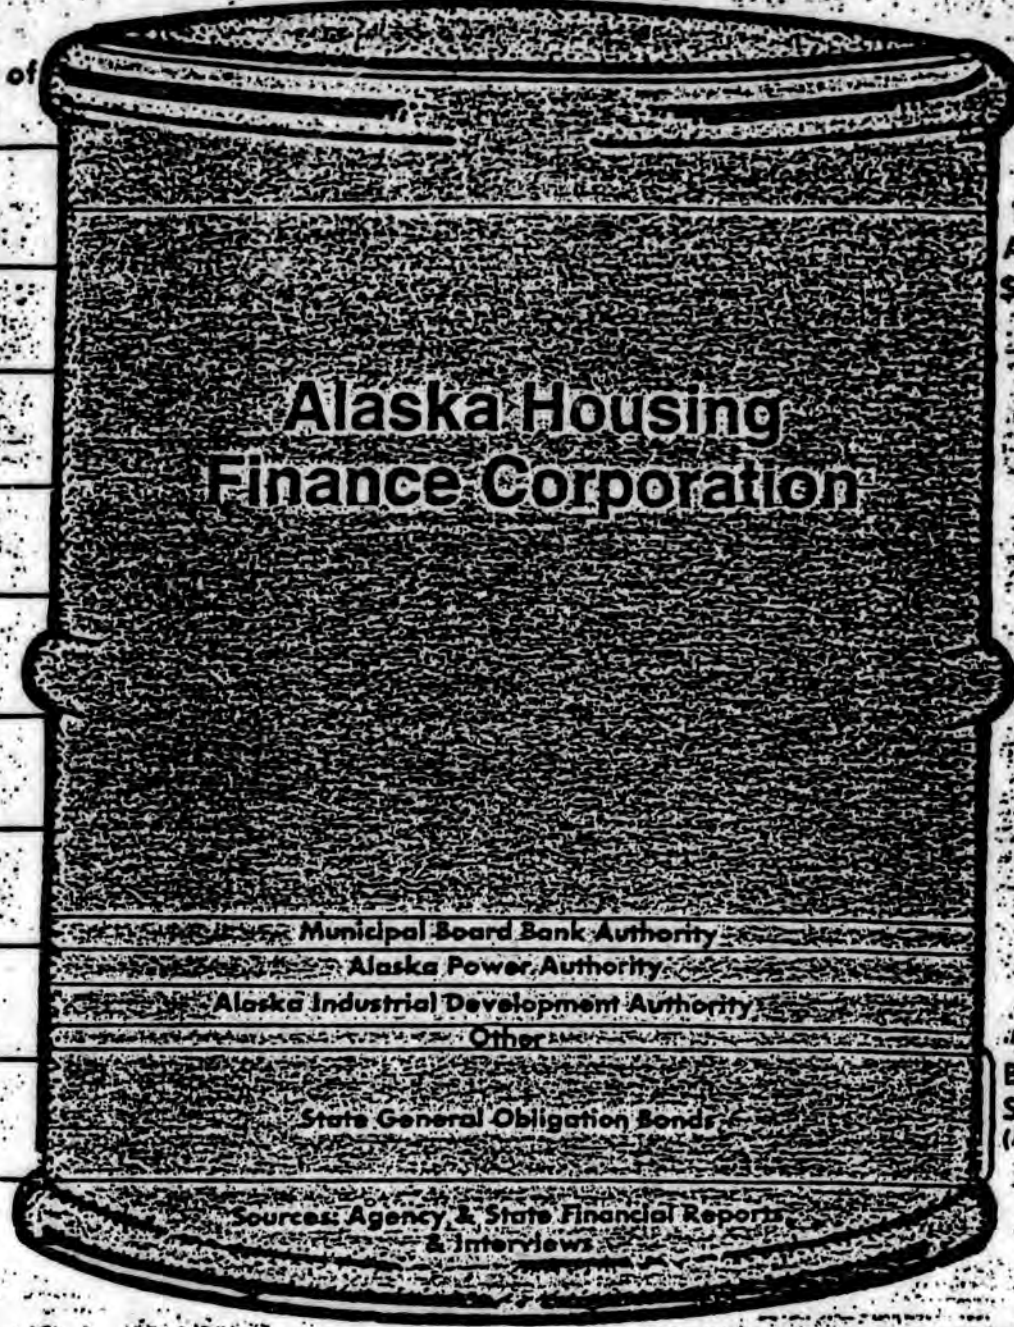 of
Alaska Housing
Finance Corporation
Municipal Board Bank Authority
Alaska Power Authority
Alaska Industrial Development Authority
Other
State General Obligation Bonds
Sources: Agency & State Financial Reports
& Interviews